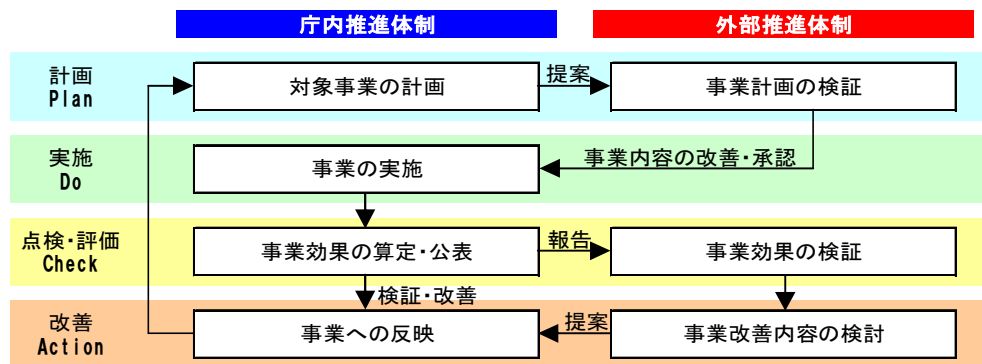 庁内推進体制
外部推進体制
計画
Plan
対象事業の計画
提案
事業計画の検証
実施
Do
事業の実施
事業内容の改善・承認
点検・評価
Check
事業効果の算定・公表
報告
事業効果の検証
検証・改善
改善
Action
事業への反映
提案
事業改善内容の検討